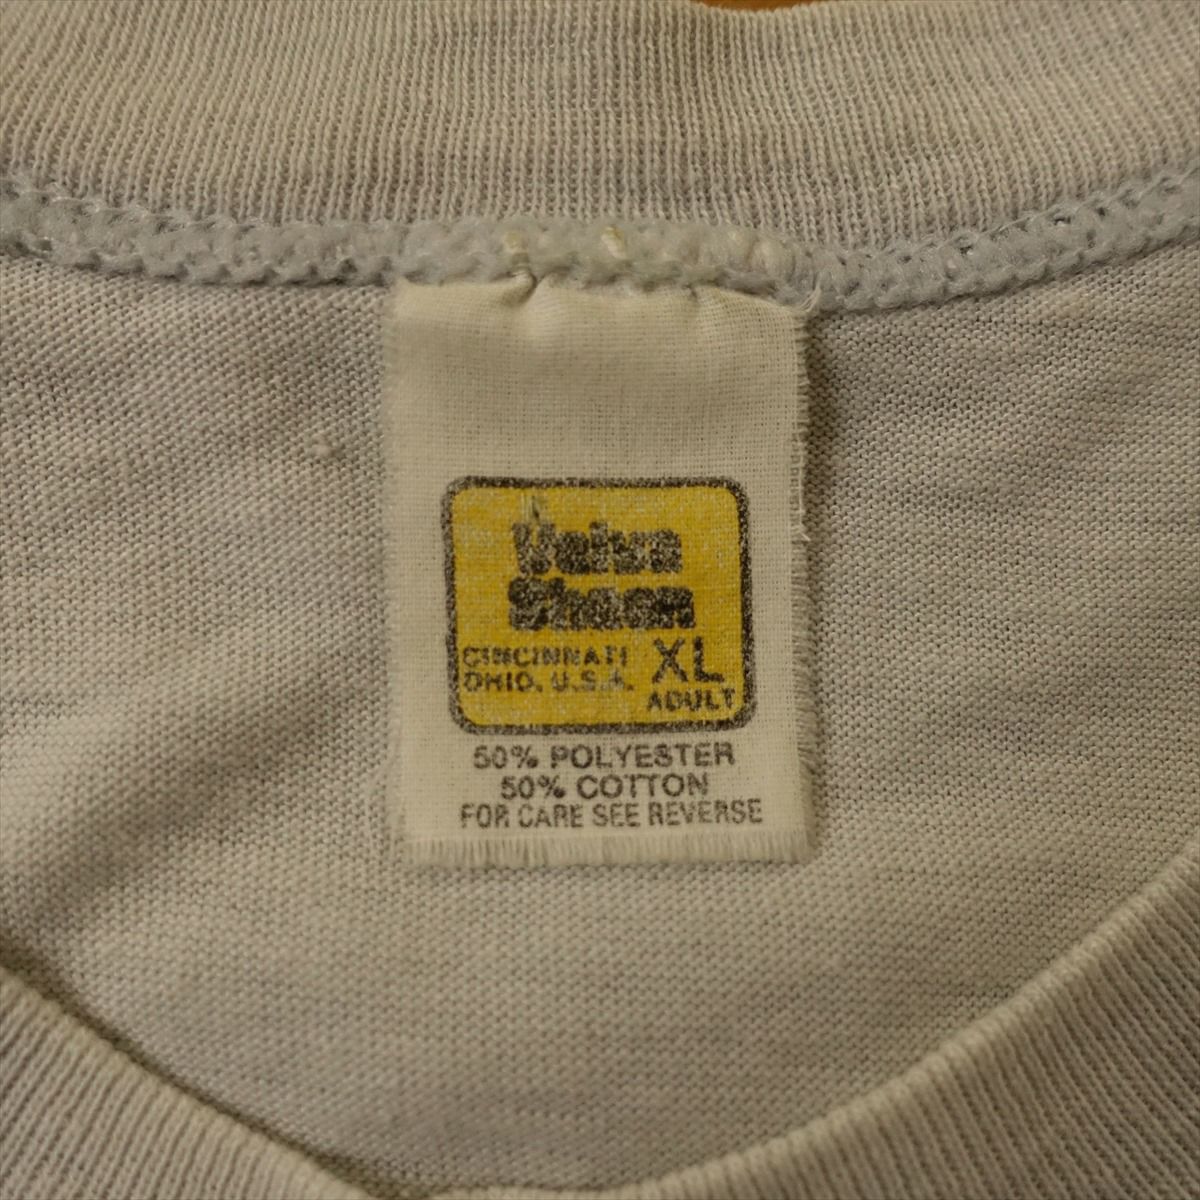 Velva
Sheen
CINCINNATI
OHIO, U.S.A.
XL
ADULT
50% POLYESTER
50% COTTON
FOR CARE SEE REVERSE